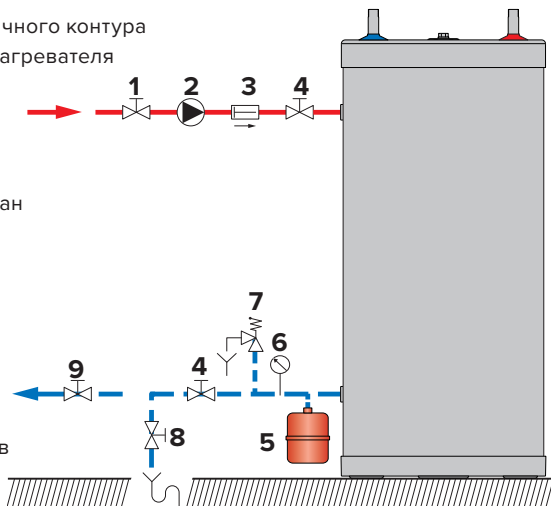 чного контура
агревателя
1 2 3 4
ан
7
6
9 4
8 5
в